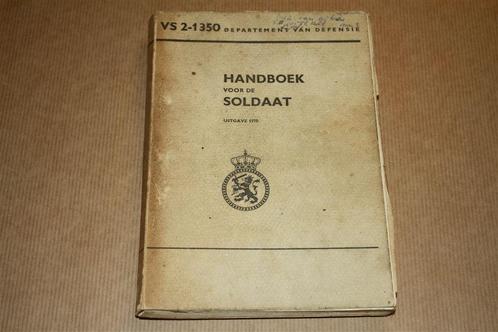 VS 2-1350 DEPARTEMENT VAN DEFENSIE
HANDBOEK
VOOR DE
SOLDAAT
UITGAVE 1970